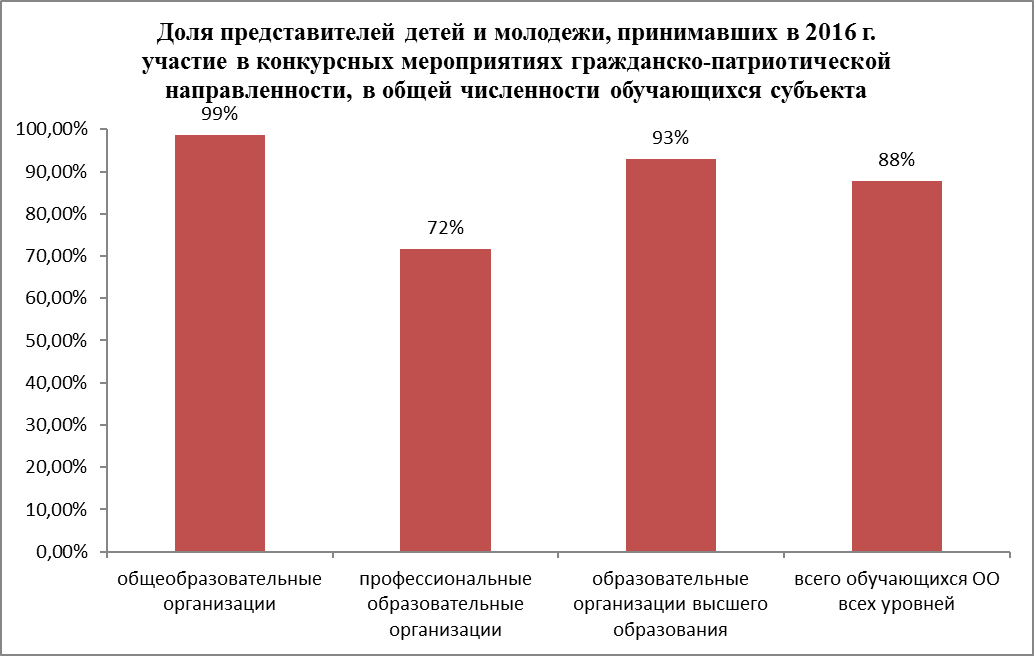 Доля представителей детей и молодежи, принимавших в 2016 г.
участие в конкурсных мероприятиях гражданско-патриотической
направленности, в общей численности обучающихся субъекта
100,00%
90,00%
80,00%
70,00%
60,00%
50,00%
40,00%
30,00%
20,00%
10,00%
0,00%
99%
72%
93%
88%
общеобразовательные
организации
профессиональные
образовательные
организации
образовательные
организации высшего
образования
всего обучающихся ОО
всех уровней